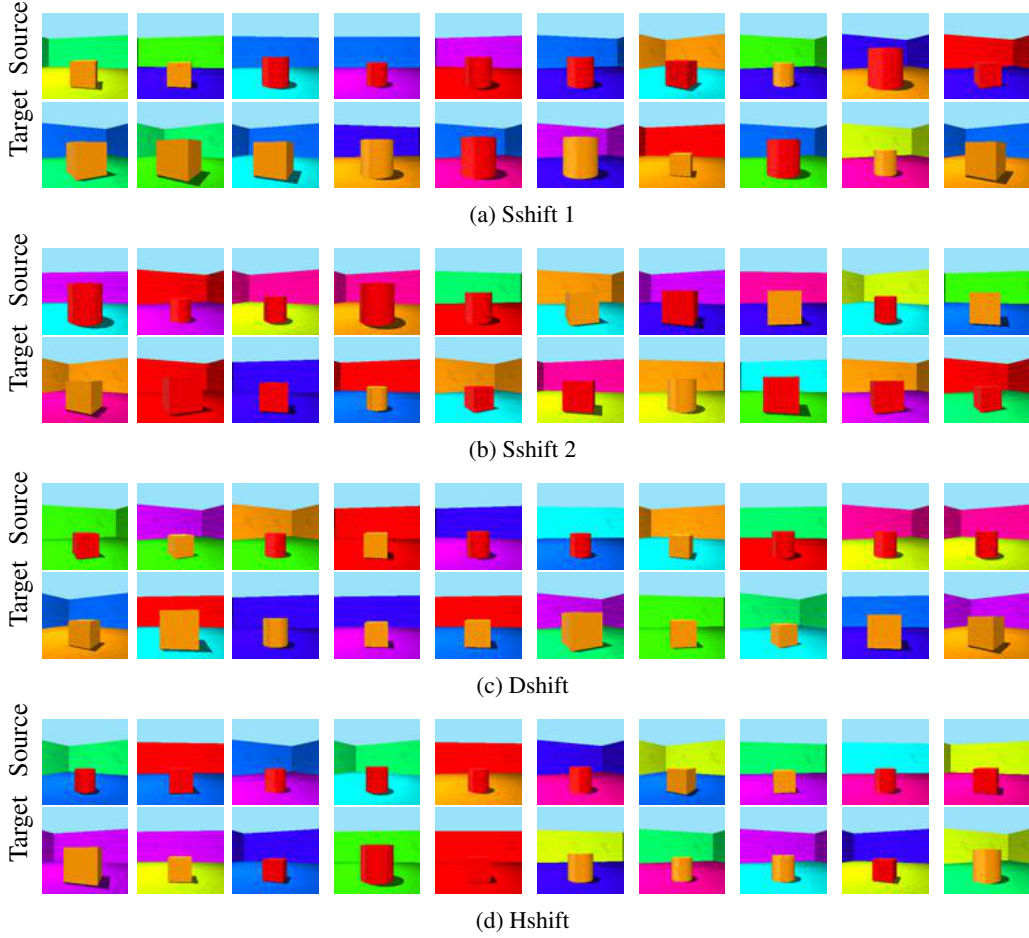 Source
Target
(a) Sshift 1
Source
Target
(b) Sshift 2
Source
Target
(c) Dshift
Source
Target
(d) Hshift